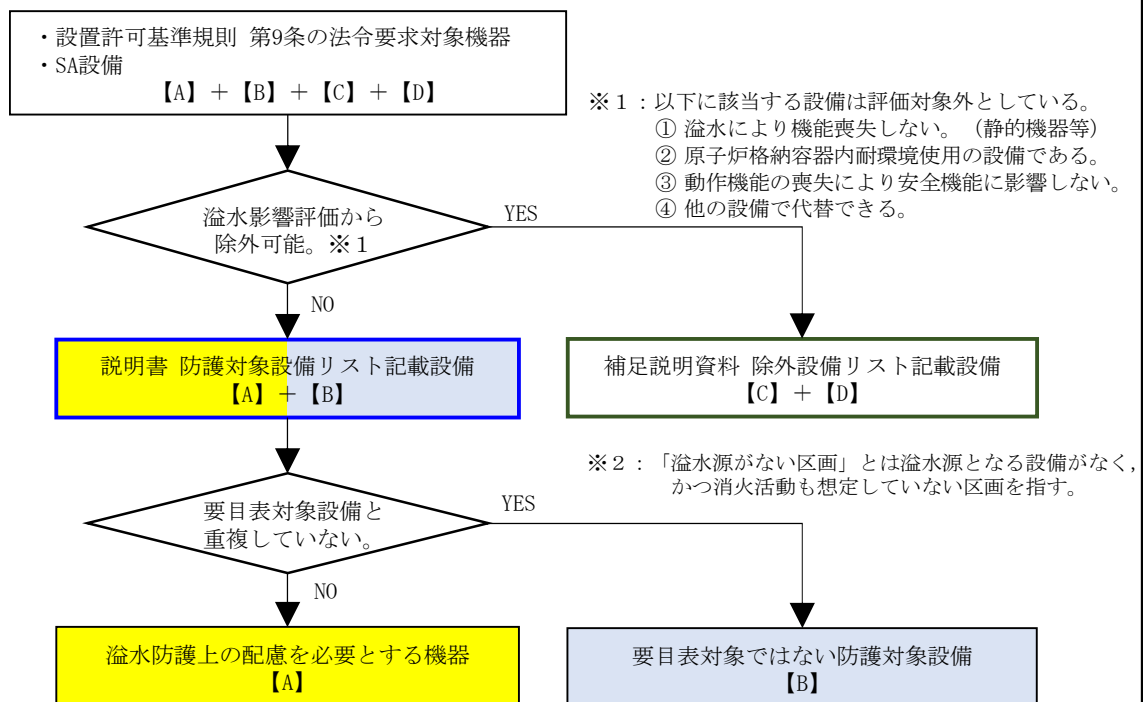 ・設置許可基準規則 第9条の法令要求対象機器
・SA設備
【A】＋【B】＋【C】＋【D】
※１：以下に該当する設備は評価対象外としている。
① 溢水により機能喪失しない。（静的機器等）
② 原子炉格納容器内耐環境使用の設備である。
③ 動作機能の喪失により安全機能に影響しない。
④ 他の設備で代替できる。
溢水影響評価から
除外可能。※１
YES
NO
説明書 防護対象設備リスト記載設備
【A】＋【B】
補足説明資料 除外設備リスト記載設備
【C】＋【D】
※２：「溢水源がない区画」とは溢水源となる設備がなく，
かつ消火活動も想定していない区画を指す。
要目表対象設備と
重複していない。
YES
NO
溢水防護上の配慮を必要とする機器
【A】
要目表対象ではない防護対象設備
【B】